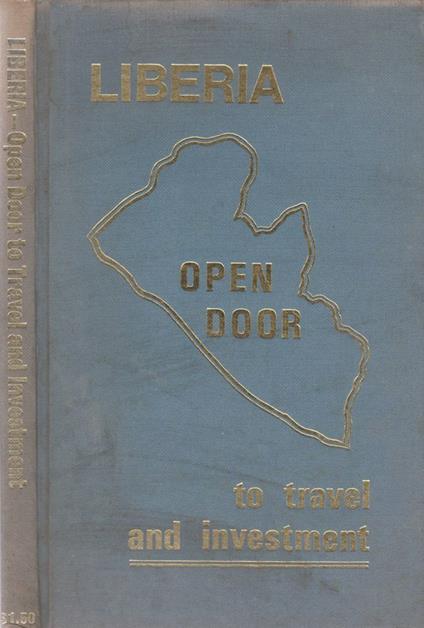 LIBERIA
OPEN
DOOR
to travel
and investment
LIBERIA - Open Door to Travel and Investment
$1.50